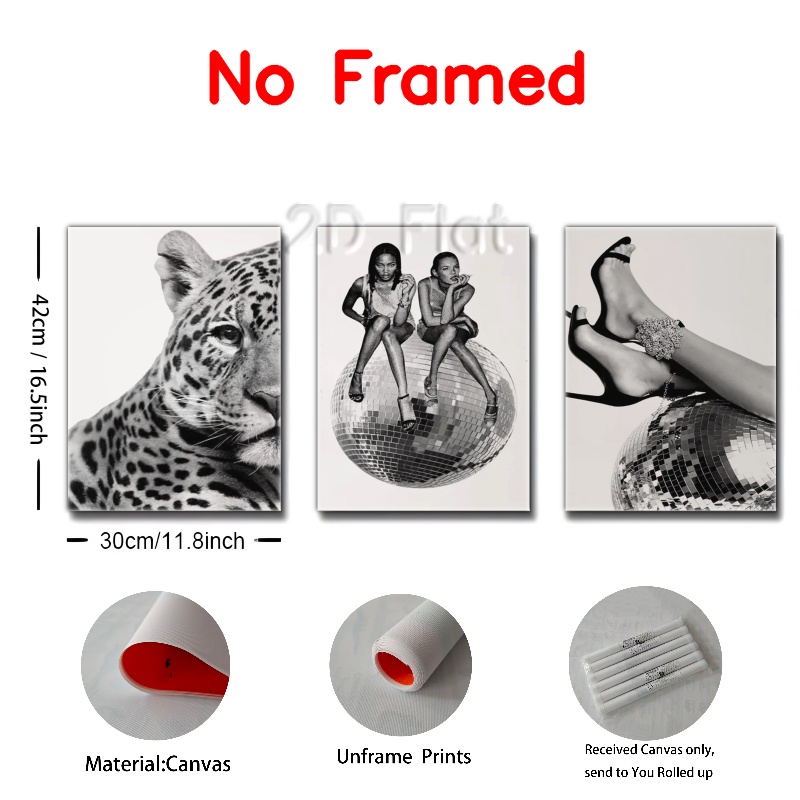 No Framed
2.D Flat
42cm / 16.5inch
30cm/11.8inch
Material:Canvas
Unframe Prints
Received Canvas only,
send to You Rolled up